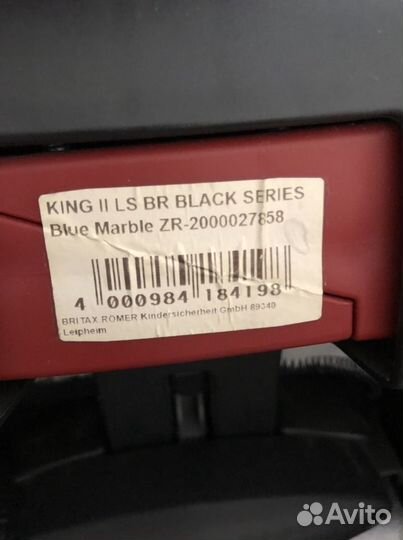 KING II LS BR BLACK SERIES
Blue Marble ZR-2000027858
4 000984 184198
BRITAX RÖMER Kindersicherheit GmbH 89340
Leipheim
Avito